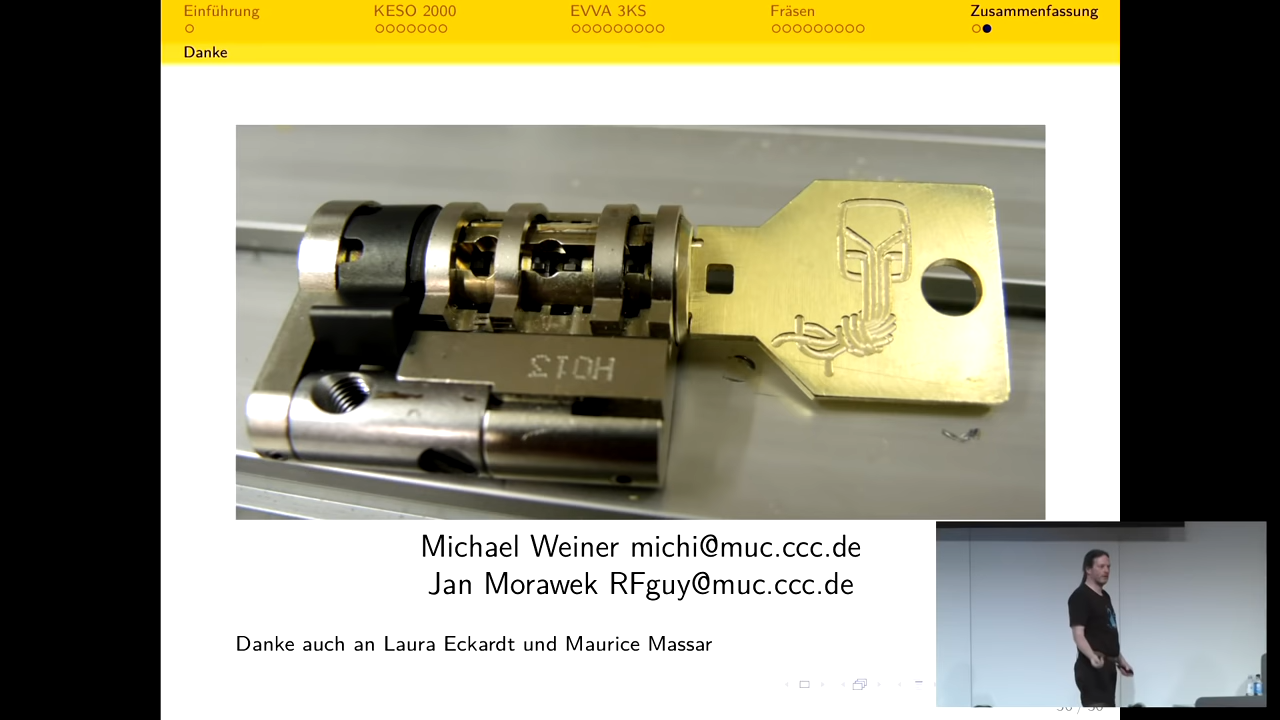 Einführung KESO 2000 EVVA 3KS Fräsen Zusammenfassung
Danke
H013
Michael Weiner michi@muc.ccc.de
Jan Morawek RFguy@muc.ccc.de
Danke auch an Laura Eckardt und Maurice Massar